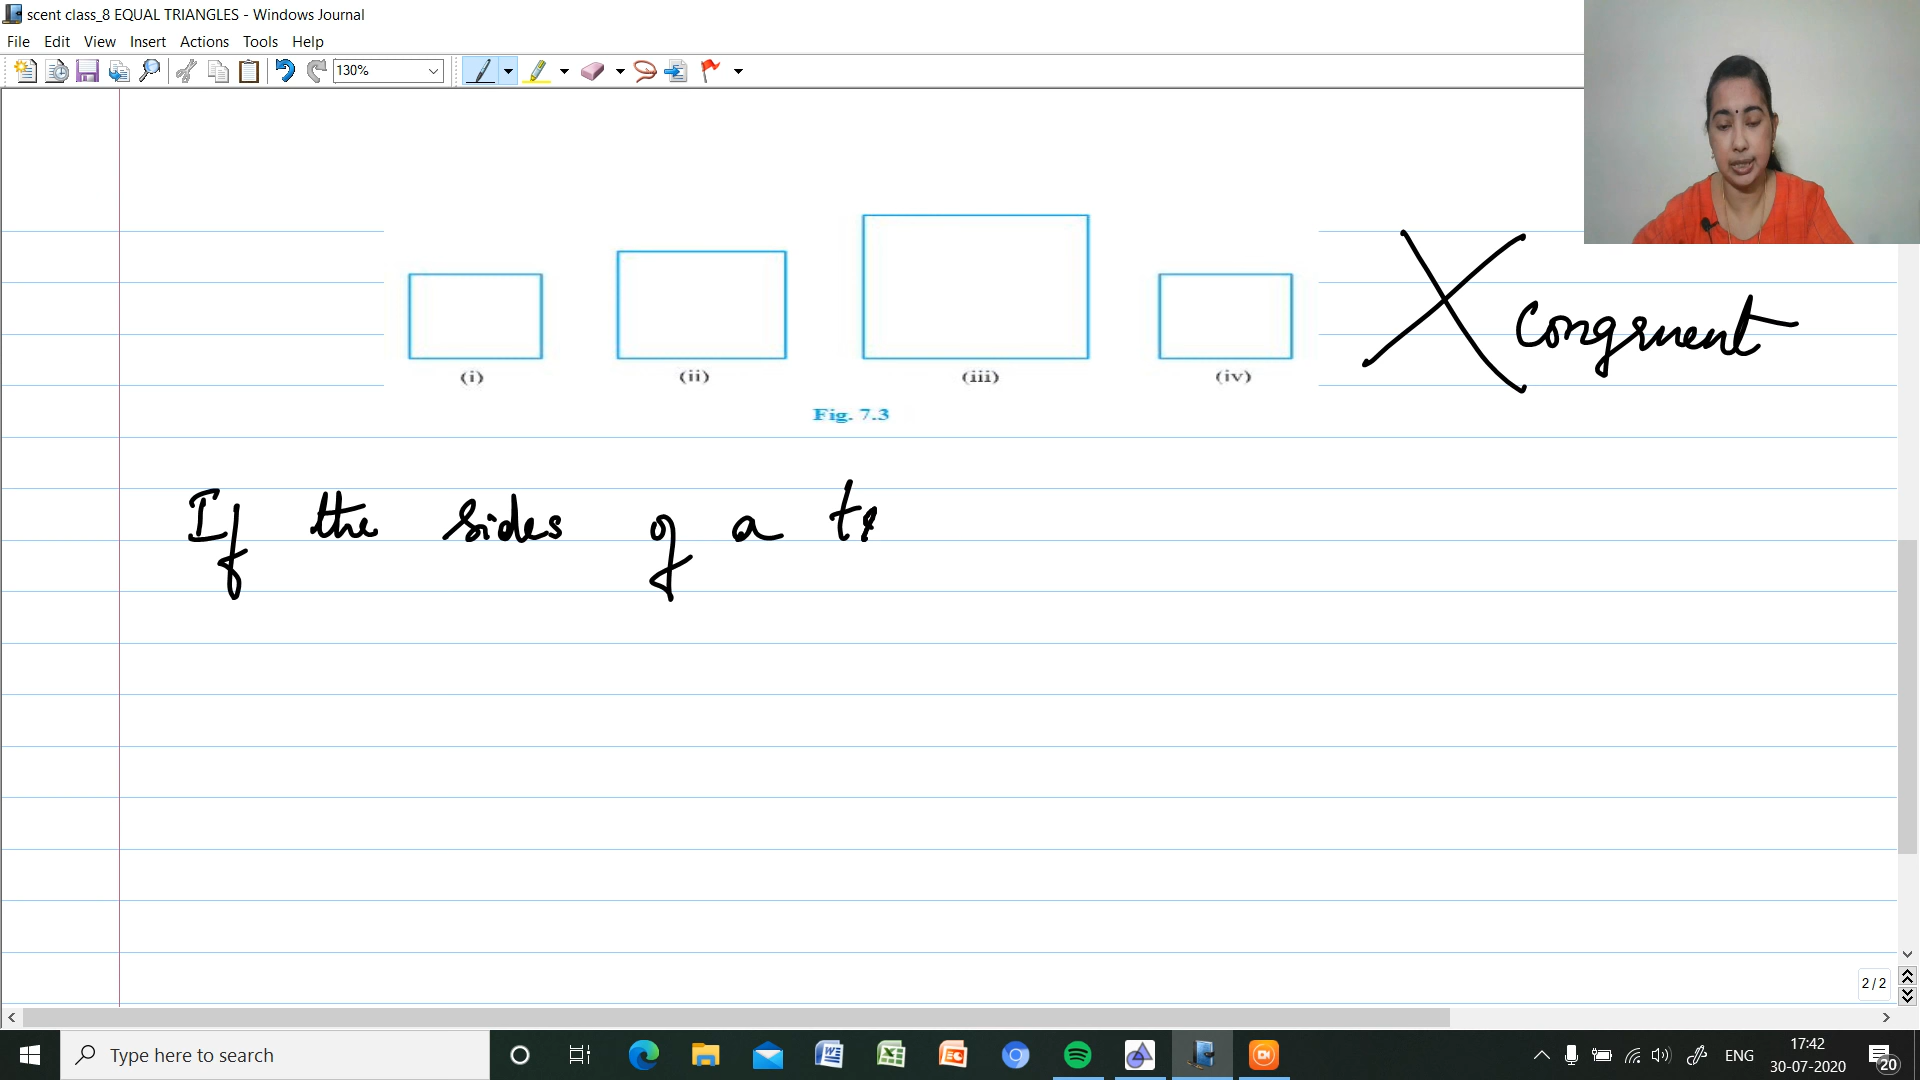 scent class_8 EQUAL TRIANGLES - Windows Journal
File Edit View Insert Actions Tools Help
130%
congruent
(i) (ii) (iii) (iv)
Fig. 7.3
If the sides of a
2 / 2
Type here to search
ENG
17:42
30-07-2020
20